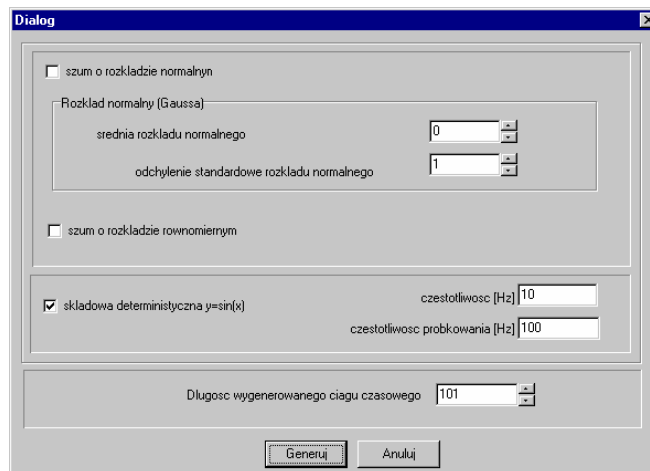 Dialog
szum o rozkladzie normalnyn
Rozklad normalny (Gaussa)
srednia rozkladu normalnego 0
odchylenie standardowe rozkladu normalnego 1
szum o rozkladzie rownomiernym
skladowa deterministyczna y=sin(x)
czestotliwosc [Hz] 10
czestotliwosc probkowania [Hz] 100
Dlugosc wygenerowanego ciagu czasowego 101
Generuj Anuluj